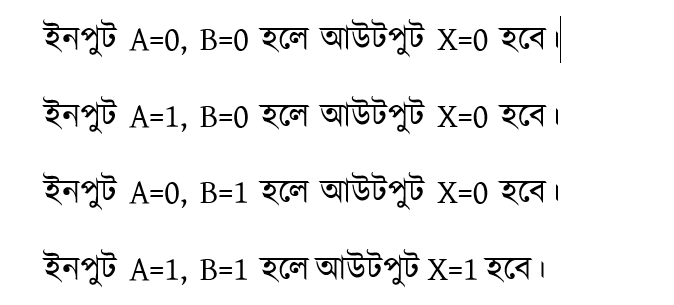 ইনপুট A=0, B=0 হলে আউটপুট X=0 হবে।
ইনপুট A=1, B=0 হলে আউটপুট X=0 হবে।
ইনপুট A=0, B=1 হলে আউটপুট X=0 হবে।
ইনপুট A=1, B=1 হলে আউটপুট X=1 হবে।